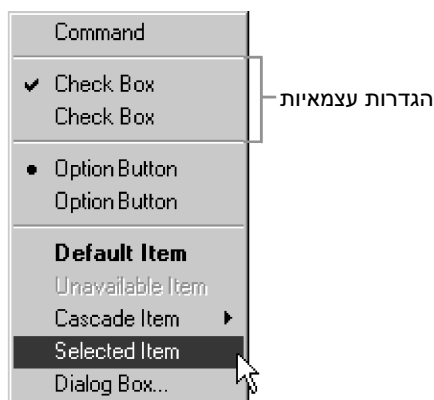 Command
Check Box
Check Box
הגדרות עצמאיות
Option Button
Option Button
Default Item
Unavailable Item
Cascade Item
Selected Item
Dialog Box...